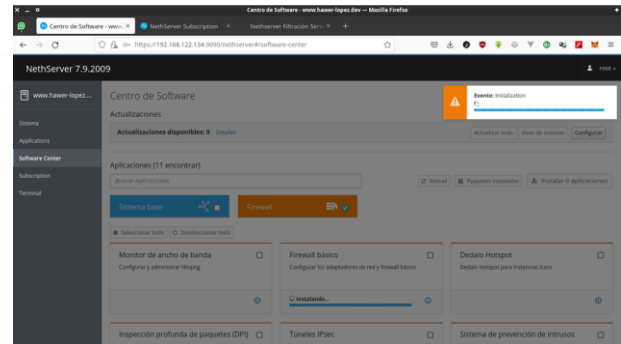 Centro de Software - www.hawer-lopez.dev — Mozilla Firefox
Centro de Software - www.
NethServer Subscription
Nethserver Filtración Serv
https://192.168.122.134:9090/nethserver#/software-center
NethServer 7.9.2009
root
www.hawer-lopez...
Sistema
Applications
Software Center
Subscription
Terminal
Centro de Software
Evento: Initialization
Actualizaciones
Actualizaciones disponibles: 0 Detalles
Actualizar todo
Visor de eventos
Configurar
Aplicaciones (11 encontrar)
Buscar aplicaciones
Reload
Paquetes instalados
Instalar 0 aplicaciones
Sistema base
Firewall
Seleccionar todo
Deseleccionar todo
Monitor de ancho de banda
Configurar y administrar Ntopng
Firewall básico
Configurar los adaptadores de red y firewall básico
Instalando...
Dedalo Hotspot
Dedalo Hotspot para instancias Icaro
Inspección profunda de paquetes (DPI)
Túneles IPsec
Sistema de prevención de intrusos